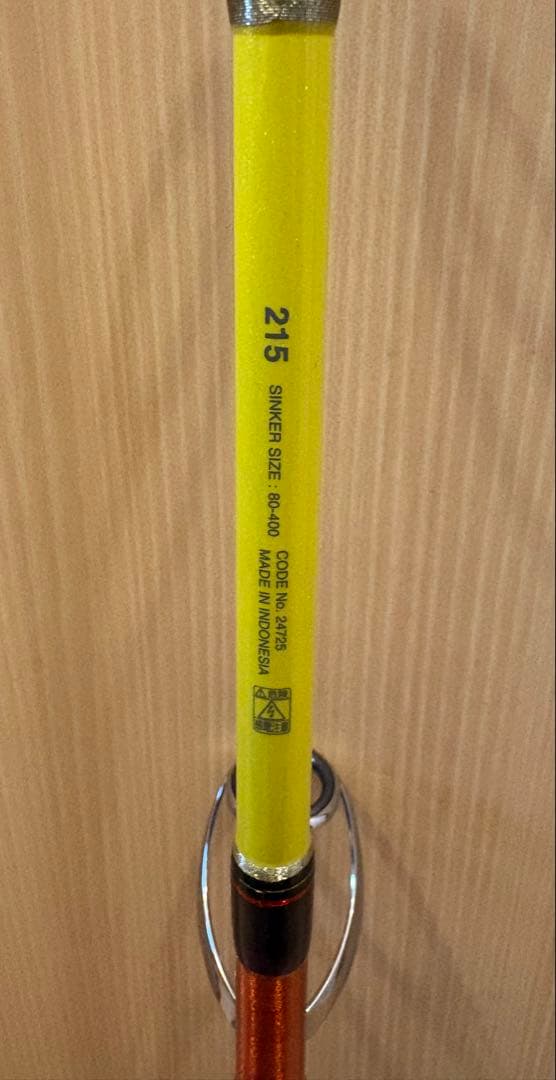 215 SINKER SIZE : 80-400
CODE No. 24725
MADE IN INDONESIA